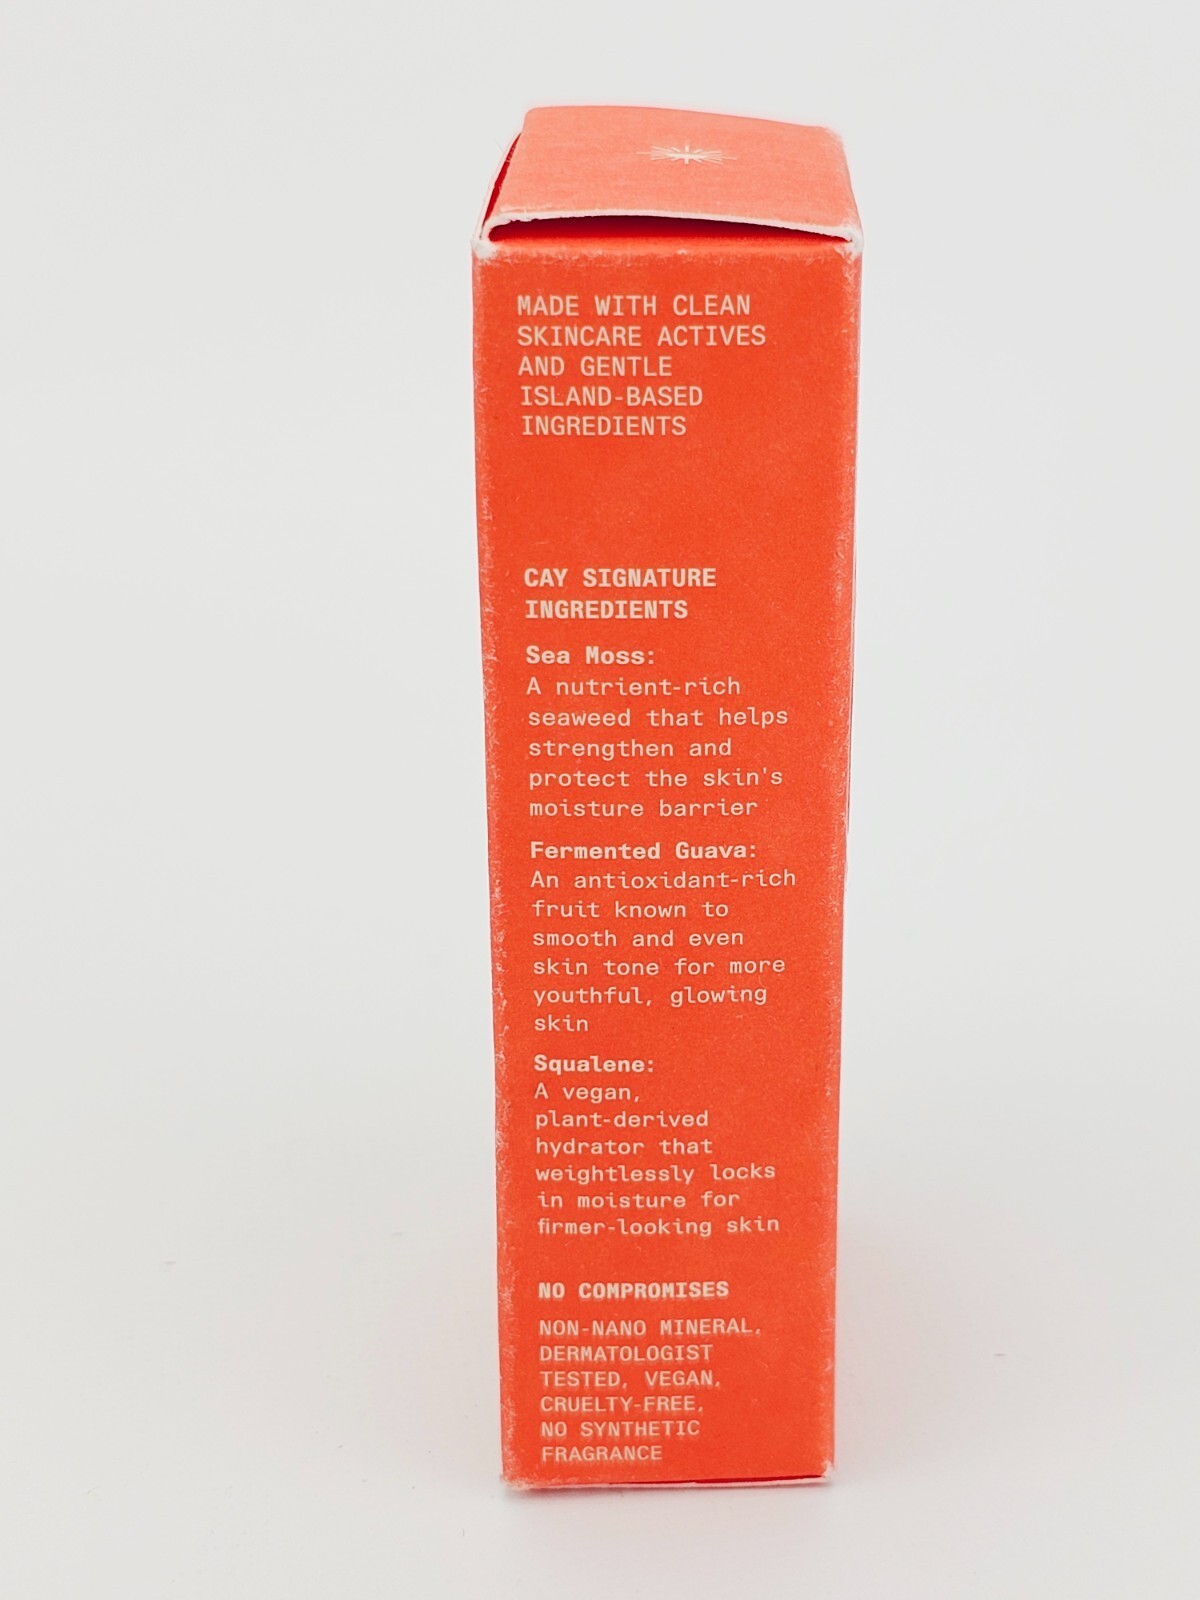 MADE WITH CLEAN
SKINCARE ACTIVES
AND GENTLE
ISLAND-BASED
INGREDIENTS
CAY SIGNATURE
INGREDIENTS
Sea Moss:
A nutrient-rich
seaweed that helps
strengthen and
protect the skin's
moisture barrier
Fermented Guava:
An antioxidant-rich
fruit known to
smooth and even
skin tone for more
youthful, glowing
skin
Squalene:
A vegan,
plant-derived
hydrator that
weightlessly locks
in moisture for
firmer-looking skin
NO COMPROMISES
NON-NANO MINERAL,
DERMATOLOGIST
TESTED, VEGAN,
CRUELTY-FREE,
NO SYNTHETIC
FRAGRANCE